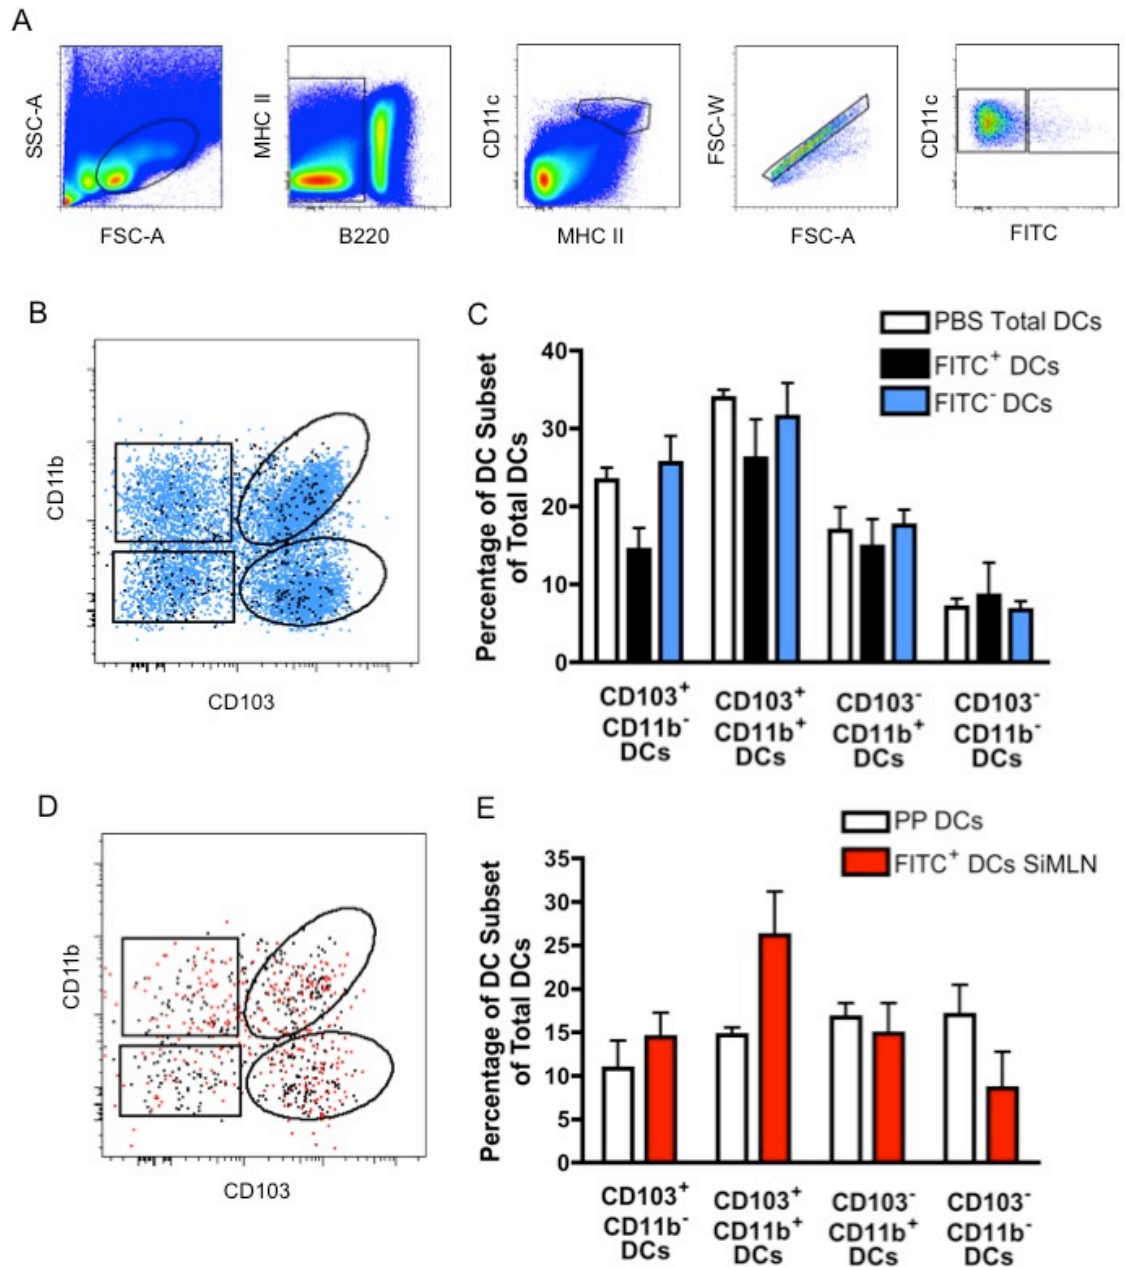 A
SSC-A
FSC-A
MHC II
B220
CD11c
MHC II
FSC-W
FSC-A
CD11c
FITC
B
CD11b
CD103
C
PBS Total DCs
FITC⁺ DCs
FITC⁻ DCs
Percentage of DC Subset
of Total DCs
40
30
20
10
0
CD103⁺
CD11b⁻
DCs
CD103⁺
CD11b⁺
DCs
CD103⁻
CD11b⁺
DCs
CD103⁻
CD11b⁻
DCs
D
CD11b
CD103
E
PP DCs
FITC⁺ DCs SiMLN
Percentage of DC Subset
of Total DCs
35
30
25
20
15
10
5
0
CD103⁺
CD11b⁻
DCs
CD103⁺
CD11b⁺
DCs
CD103⁻
CD11b⁺
DCs
CD103⁻
CD11b⁻
DCs